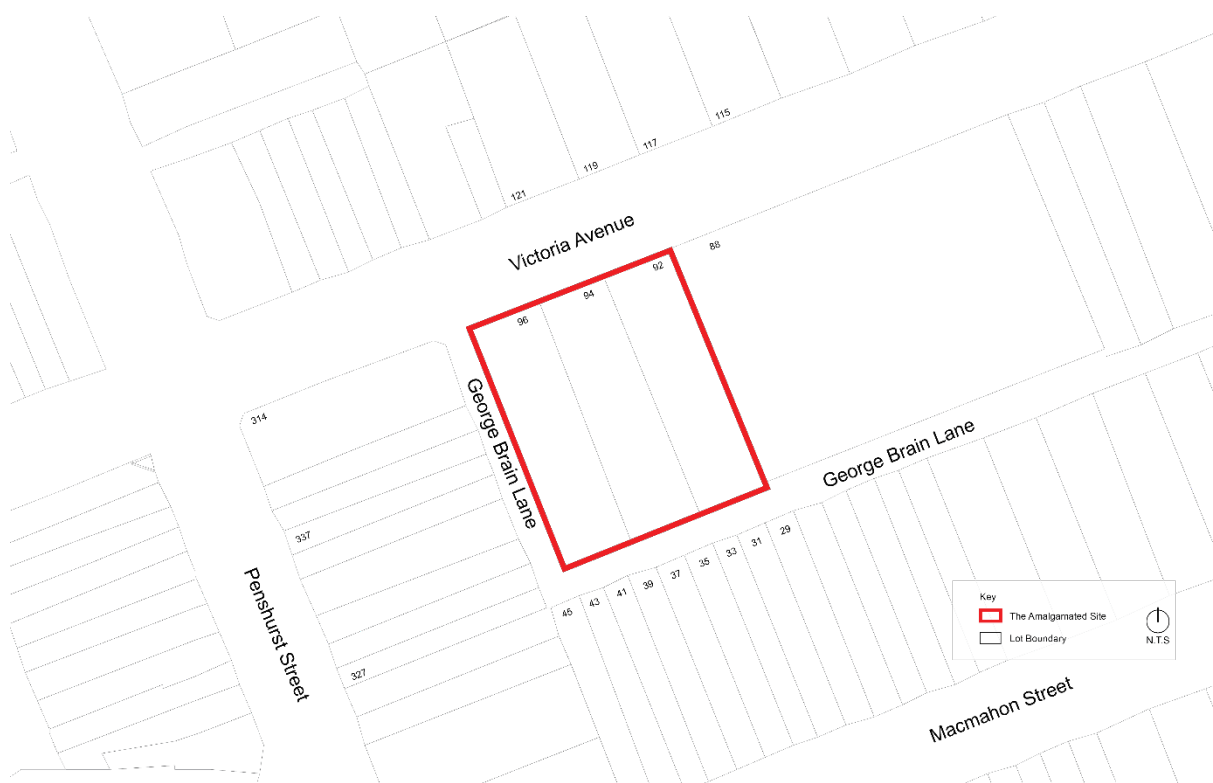 115
117
119
121
Victoria Avenue
88
92
94
96
314
George Brain Lane
George Brain Lane
337
29
31
33
35
37
39
41
43
45
Penshurst Street
327
Key
The Amalgamated Site
Lot Boundary
N.T.S
Macmahon Street